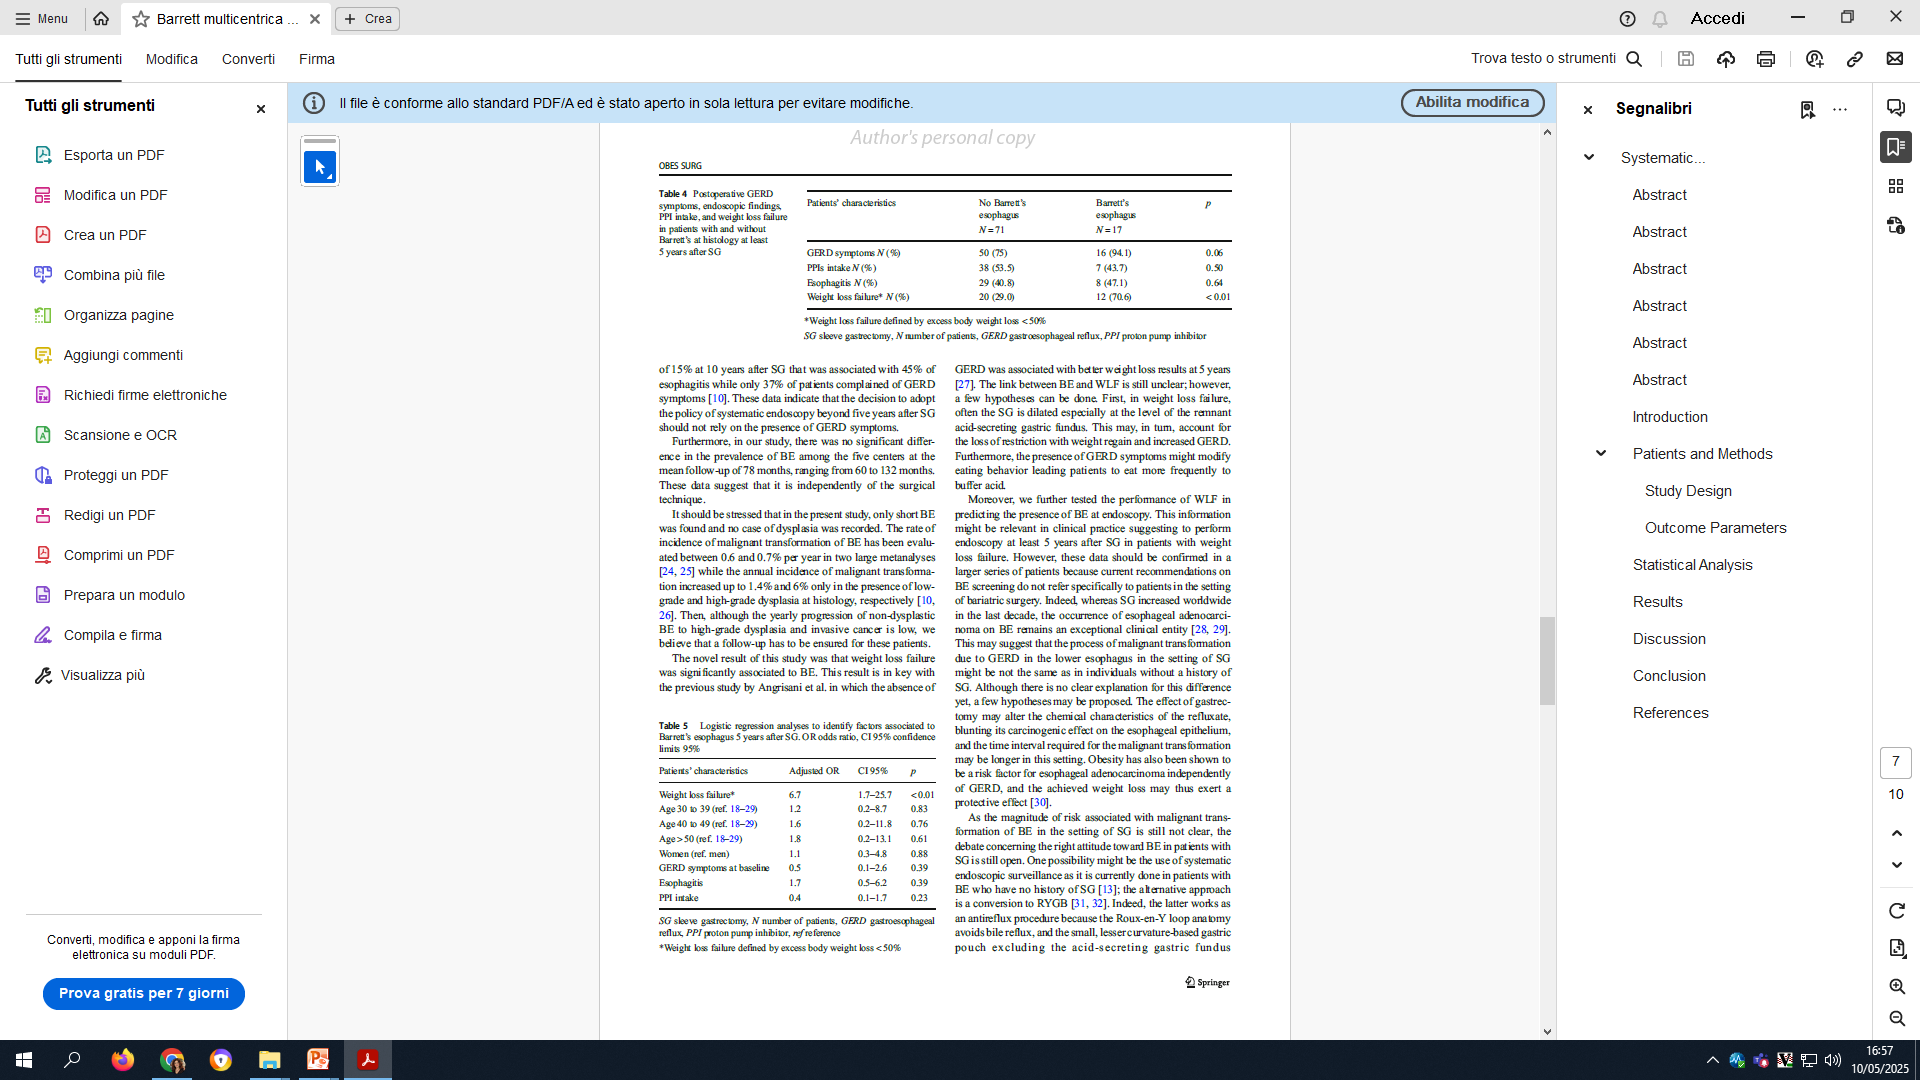 Menu
Barrett multicentrica ...
Crea
Accedi
Tutti gli strumenti
Modifica
Converti
Firma
Trova testo o strumenti
Tutti gli strumenti
Esporta un PDF
Modifica un PDF
Crea un PDF
Combina più file
Organizza pagine
Aggiungi commenti
Richiedi firme elettroniche
Scansione e OCR
Proteggi un PDF
Redigi un PDF
Comprimi un PDF
Prepara un modulo
Compila e firma
Visualizza più
Converti, modifica e apponi la firma
elettronica su moduli PDF.
Prova gratis per 7 giorni
Il file è conforme allo standard PDF/A ed è stato aperto in sola lettura per evitare modifiche.
Abilita modifica
Author's personal copy
OBES SURG
Table 4 Postoperative GERD
symptoms, endoscopic findings,
PPI intake, and weight loss failure
in patients with and without
Barrett's at histology at least
5 years after SG
Patients' characteristics No Barrett's esophagus N = 71 Barrett's esophagus N = 17 p
GERD symptoms N (%) 50 (75) 16 (94.1) 0.06
PPIs intake N (%) 38 (53.5) 7 (43.7) 0.50
Esophagitis N (%) 29 (40.8) 8 (47.1) 0.64
Weight loss failure* N (%) 20 (29.0) 12 (70.6) < 0.01
*Weight loss failure defined by excess body weight loss < 50%
SG sleeve gastrectomy, N number of patients, GERD gastroesophageal reflux, PPI proton pump inhibitor
of 15% at 10 years after SG that was associated with 45% of
esophagitis while only 37% of patients complained of GERD
symptoms [10]. These data indicate that the decision to adopt
the policy of systematic endoscopy beyond five years after SG
should not rely on the presence of GERD symptoms.
Furthermore, in our study, there was no significant differ-
ence in the prevalence of BE among the five centers at the
mean follow-up of 78 months, ranging from 60 to 132 months.
These data suggest that it is independently of the surgical
technique.
It should be stressed that in the present study, only short BE
was found and no case of dysplasia was recorded. The rate of
incidence of malignant transformation of BE has been evalu-
ated between 0.6 and 0.7% per year in two large metanalyses
[24, 25] while the annual incidence of malignant transforma-
tion increased up to 1.4% and 6% only in the presence of low-
grade and high-grade dysplasia at histology, respectively [10,
26]. Then, although the yearly progression of non-dysplastic
BE to high-grade dysplasia and invasive cancer is low, we
believe that a follow-up has to be ensured for these patients.
The novel result of this study was that weight loss failure
was significantly associated to BE. This result is in key with
the previous study by Angrisani et al. in which the absence of
Table 5 Logistic regression analyses to identify factors associated to
Barrett's esophagus 5 years after SG. OR odds ratio, CI 95% confidence
limits 95%
Patients' characteristics Adjusted OR CI 95% p
Weight loss failure* 6.7 1.7–25.7 < 0.01
Age 30 to 39 (ref. 18–29) 1.2 0.2–8.7 0.83
Age 40 to 49 (ref. 18–29) 1.6 0.2–11.8 0.76
Age > 50 (ref. 18–29) 1.8 0.2–13.1 0.61
Women (ref. men) 1.1 0.3–4.8 0.88
GERD symptoms at baseline 0.5 0.1–2.6 0.39
Esophagitis 1.7 0.5–6.2 0.39
PPI intake 0.4 0.1–1.7 0.23
SG sleeve gastrectomy, N number of patients, GERD gastroesophageal
reflux, PPI proton pump inhibitor, ref reference
*Weight loss failure defined by excess body weight loss < 50%
GERD was associated with better weight loss results at 5 years
[27]. The link between BE and WLF is still unclear; however,
a few hypotheses can be done. First, in weight loss failure,
often the SG is dilated especially at the level of the remnant
acid-secreting gastric fundus. This may, in turn, account for
the loss of restriction with weight regain and increased GERD.
Furthermore, the presence of GERD symptoms might modify
eating behavior leading patients to eat more frequently to
buffer acid.
Moreover, we further tested the performance of WLF in
predicting the presence of BE at endoscopy. This information
might be relevant in clinical practice suggesting to perform
endoscopy at least 5 years after SG in patients with weight
loss failure. However, these data should be confirmed in a
larger series of patients because current recommendations on
BE screening do not refer specifically to patients in the setting
of bariatric surgery. Indeed, whereas SG increased worldwide
in the last decade, the occurrence of esophageal adenocarci-
noma on BE remains an exceptional clinical entity [28, 29].
This may suggest that the process of malignant transformation
due to GERD in the lower esophagus in the setting of SG
might be not the same as in individuals without a history of
SG. Although there is no clear explanation for this difference
yet, a few hypotheses may be proposed. The effect of gastrec-
tomy may alter the chemical characteristics of the refluxate,
blunting its carcinogenic effect on the esophageal epithelium,
and the time interval required for the malignant transformation
may be longer in this setting. Obesity has also been shown to
be a risk factor for esophageal adenocarcinoma independently
of GERD, and the achieved weight loss may thus exert a
protective effect [30].
As the magnitude of risk associated with malignant trans-
formation of BE in the setting of SG is still not clear, the
debate concerning the right attitude toward BE in patients with
SG is still open. One possibility might be the use of systematic
endoscopic surveillance as it is currently done in patients with
BE who have no history of SG [13]; the alternative approach
is a conversion to RYGB [31, 32]. Indeed, the latter works as
an antireflux procedure because the Roux-en-Y loop anatomy
avoids bile reflux, and the small, lesser curvature-based gastric
pouch excluding the acid-secreting gastric fundus
Springer
Segnalibri
Systematic...
Abstract
Abstract
Abstract
Abstract
Abstract
Abstract
Introduction
Patients and Methods
Study Design
Outcome Parameters
Statistical Analysis
Results
Discussion
Conclusion
References
7
10
16:57
10/05/2025